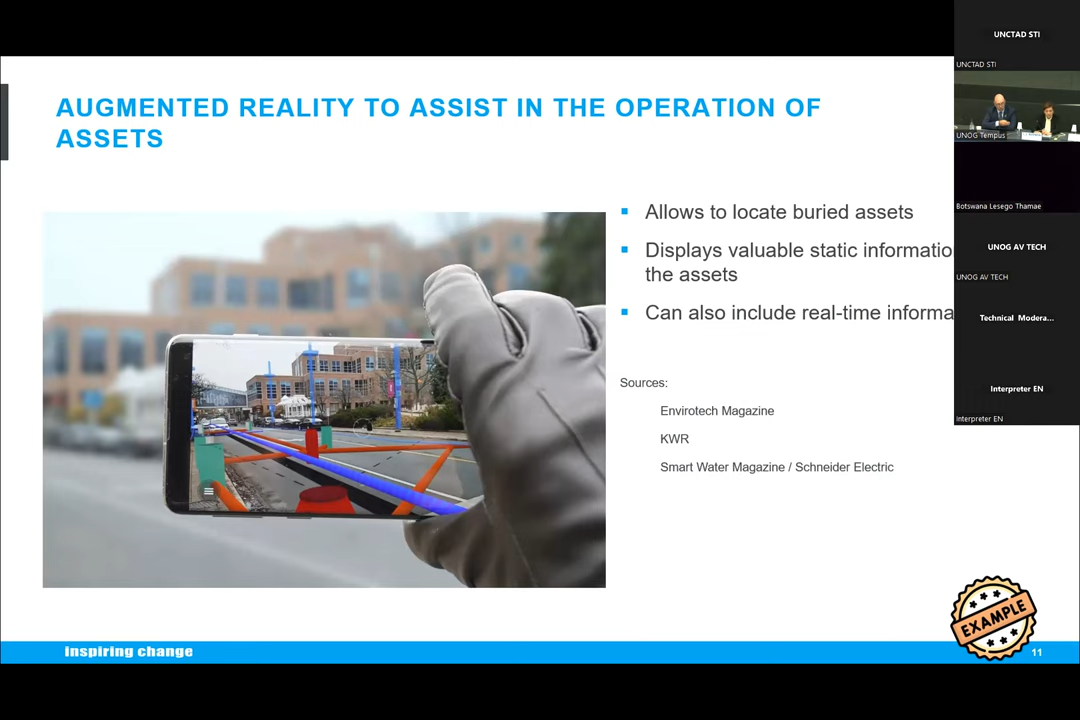 AUGMENTED REALITY TO ASSIST IN THE OPERATION OF
ASSETS
Allows to locate buried assets
Displays valuable static informatio
the assets
Can also include real-time informa
Sources:
Envirotech Magazine
KWR
Smart Water Magazine / Schneider Electric
EXAMPLE
inspiring change
11
UNCTAD STI
UNCTAD STI
UNOG Tempus
Botswana Lesego Thamae
UNOG AV TECH
UNOG AV TECH
Technical Modera...
Interpreter EN
Interpreter EN